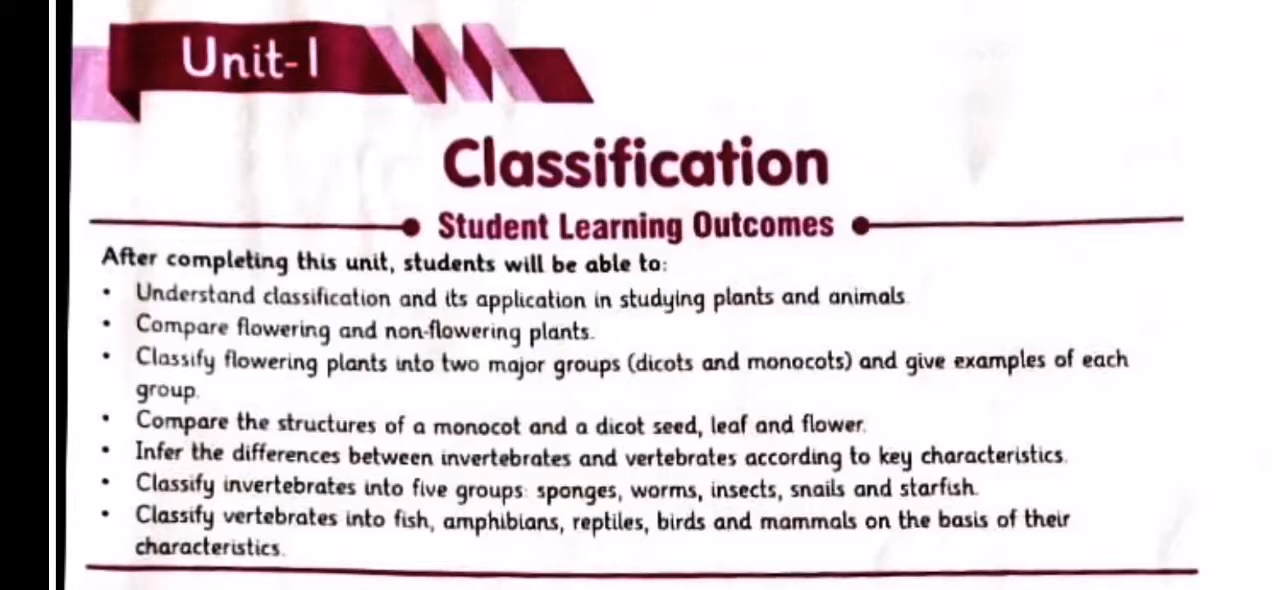 Unit-1
Classification
Student Learning Outcomes
After completing this unit, students will be able to:
• Understand classification and its application in studying plants and animals
• Compare flowering and non-flowering plants.
• Classify flowering plants into two major groups (dicots and monocots) and give examples of each
group.
• Compare the structures of a monocot and a dicot seed, leaf and flower.
• Infer the differences between invertebrates and vertebrates according to key characteristics.
• Classify invertebrates into five groups: sponges, worms, insects, snails and starfish.
• Classify vertebrates into fish, amphibians, reptiles, birds and mammals on the basis of their
characteristics.